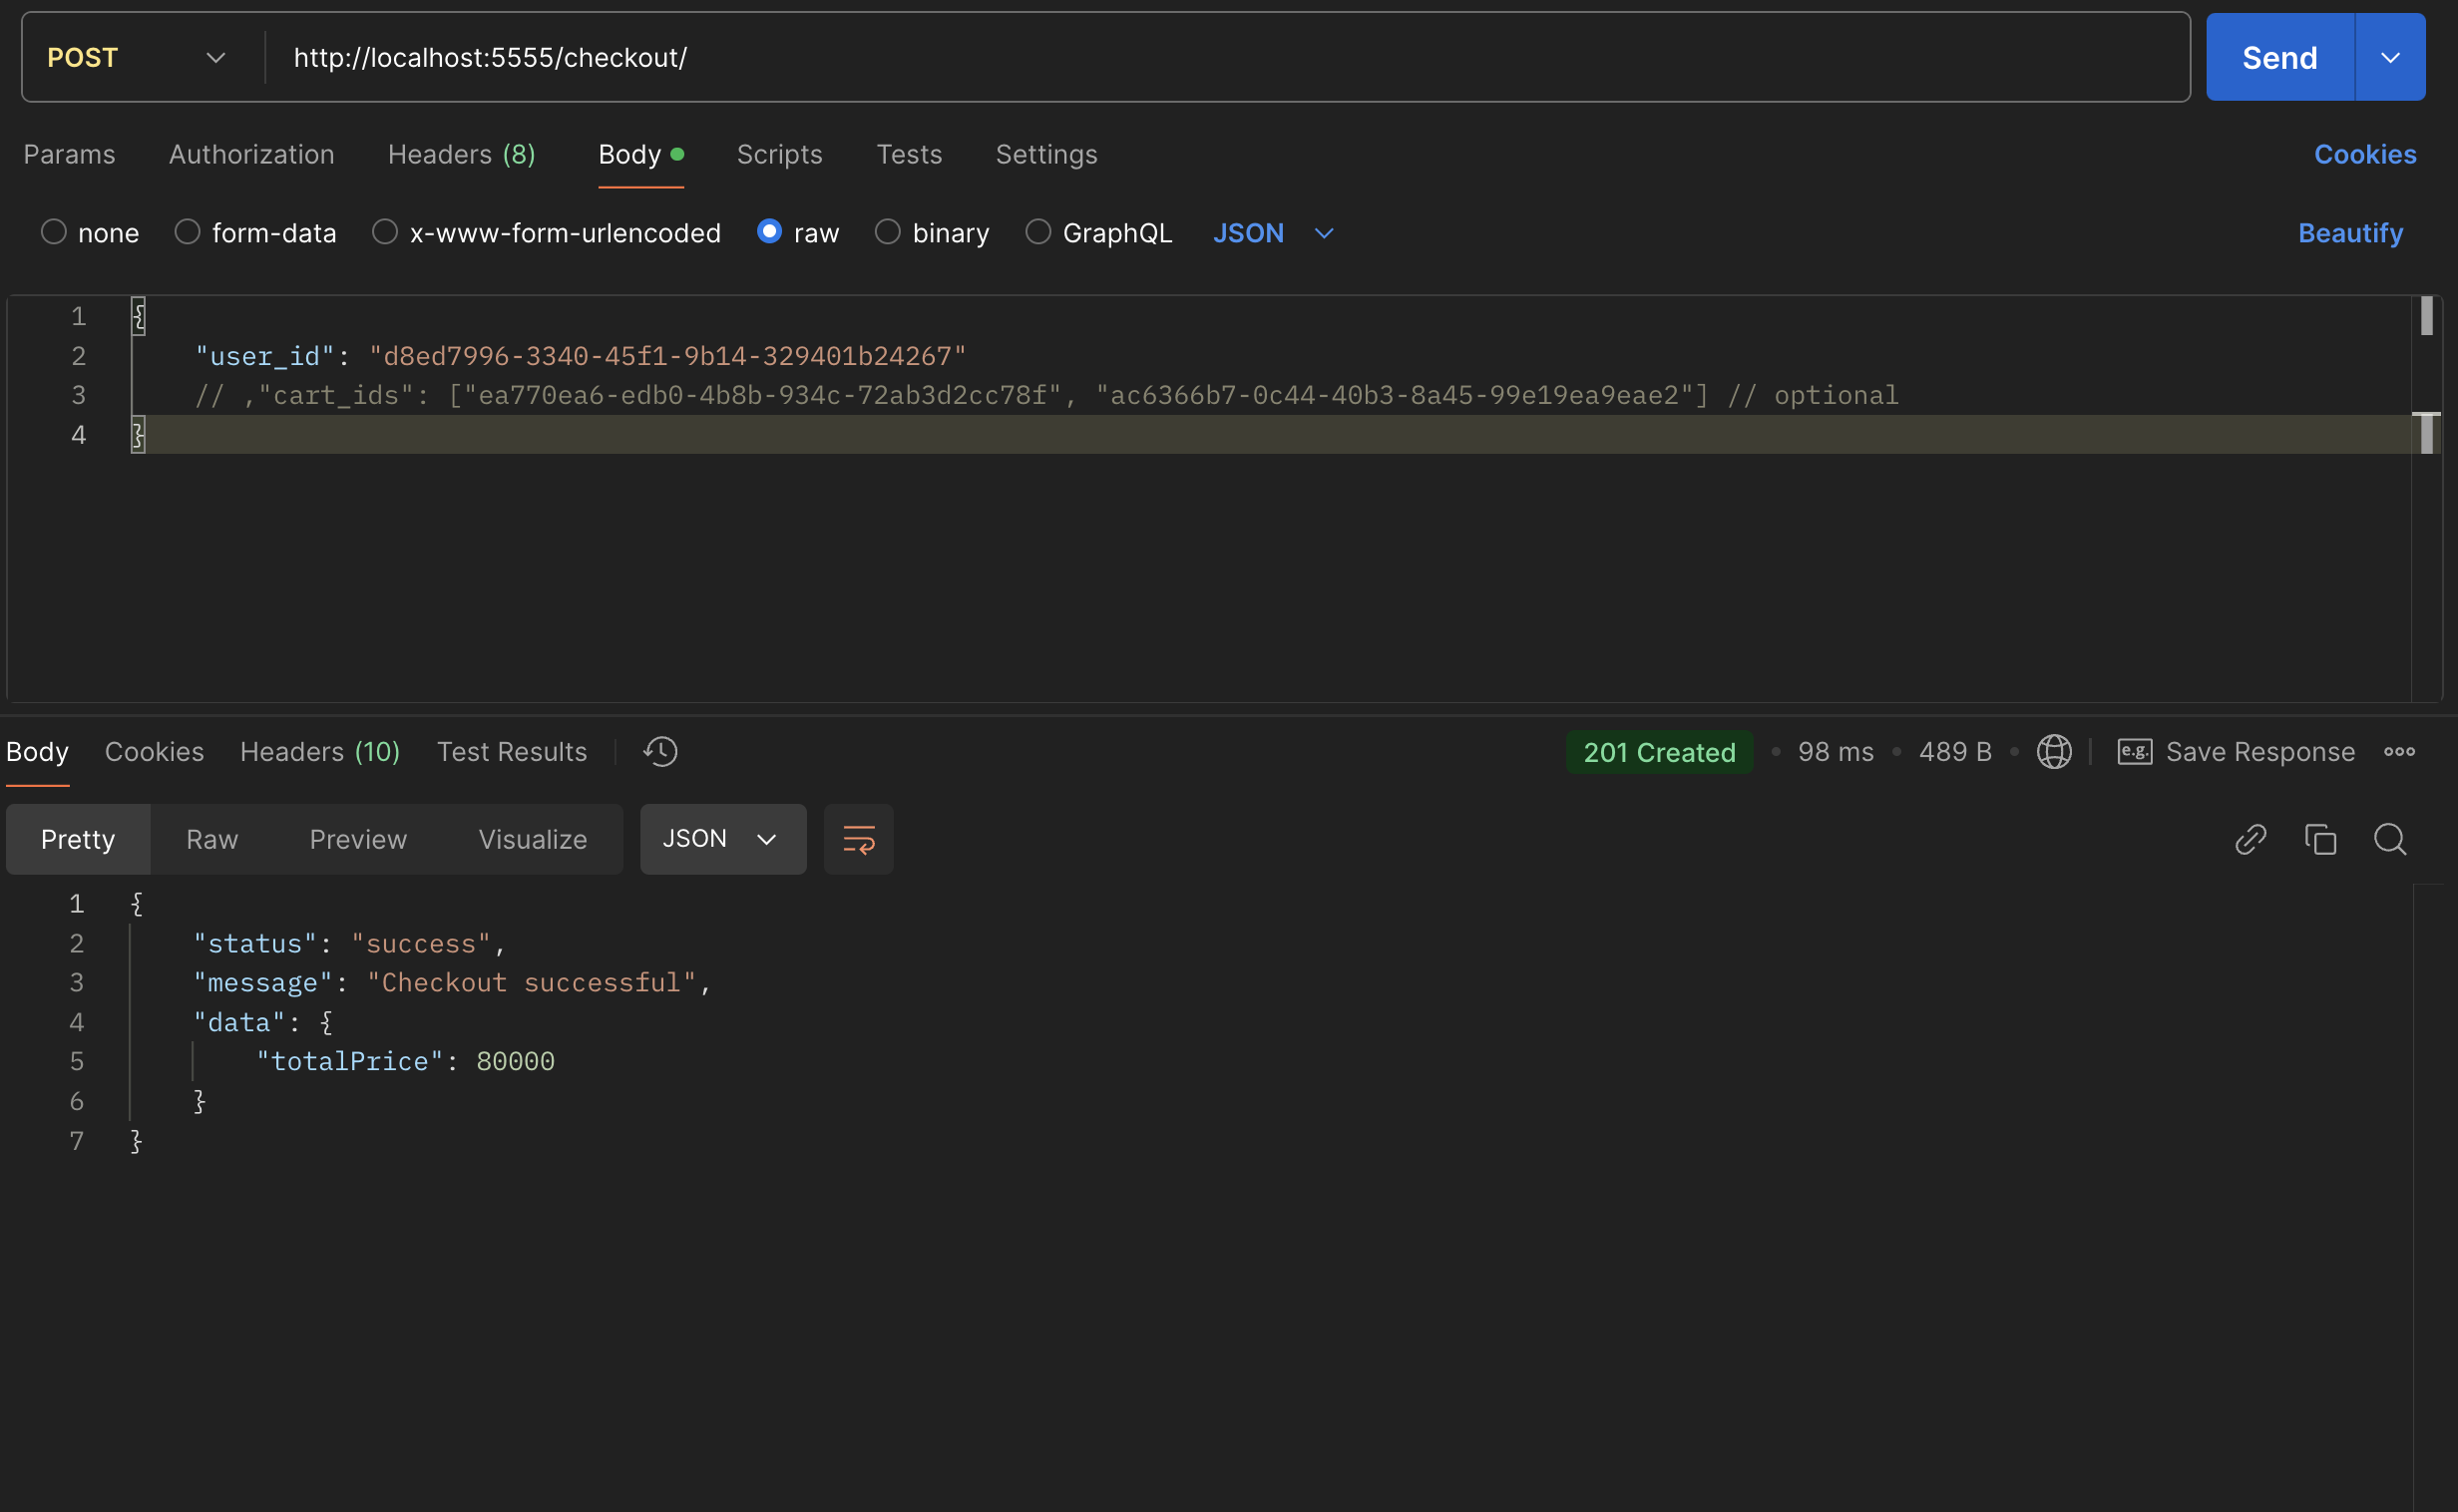 POST http://localhost:5555/checkout/ Send
Params Authorization Headers (8) Body Scripts Tests Settings Cookies
none form-data x-www-form-urlencoded raw binary GraphQL JSON Beautify
1 {
2 "user_id": "d8ed7996-3340-45f1-9b14-329401b24267"
3 // ,"cart_ids": ["ea770ea6-edb0-4b8b-934c-72ab3d2cc78f", "ac6366b7-0c44-40b3-8a45-99e19ea9eae2"] // optional
4 }
Body Cookies Headers (10) Test Results 201 Created • 98 ms • 489 B • e.g. Save Response
Pretty Raw Preview Visualize JSON
1 {
2 "status": "success",
3 "message": "Checkout successful",
4 "data": {
5 "totalPrice": 80000
6 }
7 }